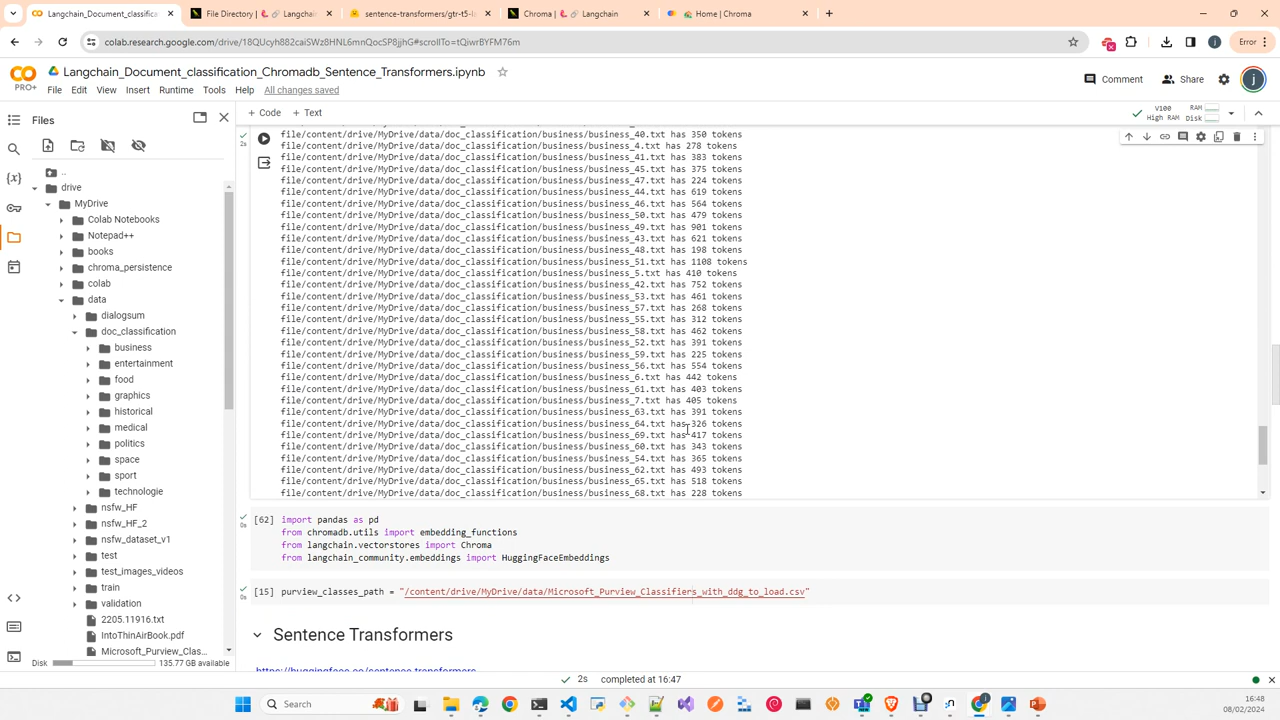 Langchain_Document_classific
File Directory | 🦜🔗 Langchain
sentence-transformers/gtr-t5-l
Chroma | 🦜🔗 Langchain
Home | Chroma
colab.research.google.com/drive/18QUcyh882caiSWz8HNL6mnQocSP8jjhG#scrollTo=tQiwrBYFM76m
Error
Langchain_Document_classification_Chromadb_Sentence_Transformers.ipynb
PRO+
File Edit View Insert Runtime Tools Help All changes saved
Comment
Share
Files
+ Code + Text
V100
High RAM
RAM
Disk
..
drive
MyDrive
Colab Notebooks
Notepad++
books
chroma_persistence
colab
data
dialogsum
doc_classification
business
entertainment
food
graphics
historical
medical
politics
space
sport
technologie
nsfw_HF
nsfw_HF_2
nsfw_dataset_v1
test
test_images_videos
train
validation
2205.11916.txt
IntoThinAirBook.pdf
Microsoft_Purview_Clas...
Disk
135.77 GB available
2s
file/content/drive/MyDrive/data/doc_classification/business/business_40.txt has 350 tokens
file/content/drive/MyDrive/data/doc_classification/business/business_4.txt has 278 tokens
file/content/drive/MyDrive/data/doc_classification/business/business_41.txt has 383 tokens
file/content/drive/MyDrive/data/doc_classification/business/business_45.txt has 375 tokens
file/content/drive/MyDrive/data/doc_classification/business/business_47.txt has 224 tokens
file/content/drive/MyDrive/data/doc_classification/business/business_44.txt has 619 tokens
file/content/drive/MyDrive/data/doc_classification/business/business_46.txt has 564 tokens
file/content/drive/MyDrive/data/doc_classification/business/business_50.txt has 479 tokens
file/content/drive/MyDrive/data/doc_classification/business/business_49.txt has 901 tokens
file/content/drive/MyDrive/data/doc_classification/business/business_43.txt has 621 tokens
file/content/drive/MyDrive/data/doc_classification/business/business_48.txt has 198 tokens
file/content/drive/MyDrive/data/doc_classification/business/business_51.txt has 1108 tokens
file/content/drive/MyDrive/data/doc_classification/business/business_5.txt has 410 tokens
file/content/drive/MyDrive/data/doc_classification/business/business_42.txt has 752 tokens
file/content/drive/MyDrive/data/doc_classification/business/business_53.txt has 461 tokens
file/content/drive/MyDrive/data/doc_classification/business/business_57.txt has 268 tokens
file/content/drive/MyDrive/data/doc_classification/business/business_55.txt has 312 tokens
file/content/drive/MyDrive/data/doc_classification/business/business_58.txt has 462 tokens
file/content/drive/MyDrive/data/doc_classification/business/business_52.txt has 391 tokens
file/content/drive/MyDrive/data/doc_classification/business/business_59.txt has 225 tokens
file/content/drive/MyDrive/data/doc_classification/business/business_56.txt has 554 tokens
file/content/drive/MyDrive/data/doc_classification/business/business_6.txt has 442 tokens
file/content/drive/MyDrive/data/doc_classification/business/business_61.txt has 403 tokens
file/content/drive/MyDrive/data/doc_classification/business/business_7.txt has 405 tokens
file/content/drive/MyDrive/data/doc_classification/business/business_63.txt has 391 tokens
file/content/drive/MyDrive/data/doc_classification/business/business_64.txt has 326 tokens
file/content/drive/MyDrive/data/doc_classification/business/business_69.txt has 417 tokens
file/content/drive/MyDrive/data/doc_classification/business/business_60.txt has 343 tokens
file/content/drive/MyDrive/data/doc_classification/business/business_54.txt has 365 tokens
file/content/drive/MyDrive/data/doc_classification/business/business_62.txt has 493 tokens
file/content/drive/MyDrive/data/doc_classification/business/business_65.txt has 518 tokens
file/content/drive/MyDrive/data/doc_classification/business/business_68.txt has 228 tokens
0s
[62] import pandas as pd
from chromadb.utils import embedding_functions
from langchain.vectorstores import Chroma
from langchain_community.embeddings import HuggingFaceEmbeddings
0s
[15] purview_classes_path = "/content/drive/MyDrive/data/Microsoft_Purview_Classifiers_with_ddg_to_load.csv"
Sentence Transformers
https://huggingface.co/sentence-transformers
2s completed at 16:47
Search
16:48
08/02/2024